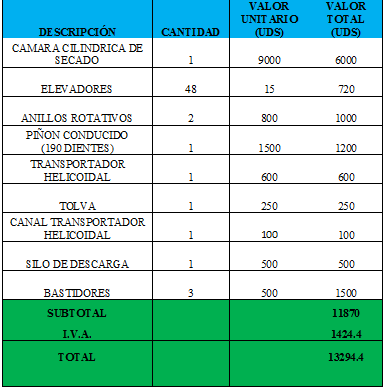 DESCRIPCIÓN CANTIDAD VALOR UNITARIO (UDS) VALOR TOTAL (UDS)
CAMARA CILINDRICA DE SECADO 1 9000 6000
ELEVADORES 48 15 720
ANILLOS ROTATIVOS 2 800 1000
PIÑON CONDUCIDO (190 DIENTES) 1 1500 1200
TRANSPORTADOR HELICOIDAL 1 600 600
TOLVA 1 250 250
CANAL TRANSPORTADOR HELICOIDAL 1 100 100
SILO DE DESCARGA 1 500 500
BASTIDORES 3 500 1500
SUBTOTAL 11870
I.V.A. 1424.4
TOTAL 13294.4